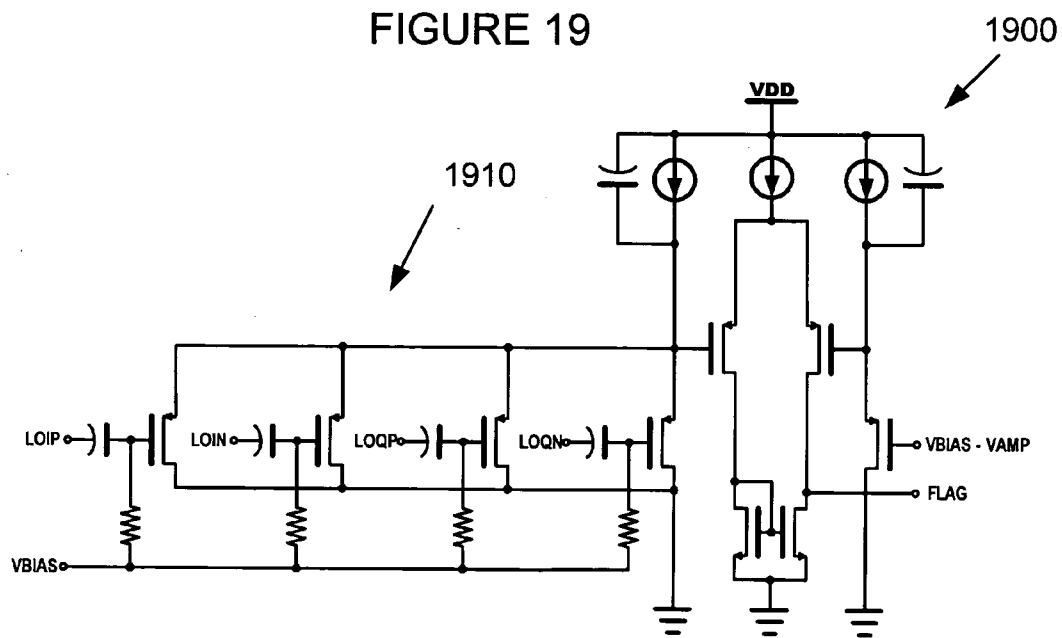 FIGURE 19
1900
VDD
1910
LOIP
LOIN
LOQP
LOQN
VBIAS - VAMP
FLAG
VBIAS